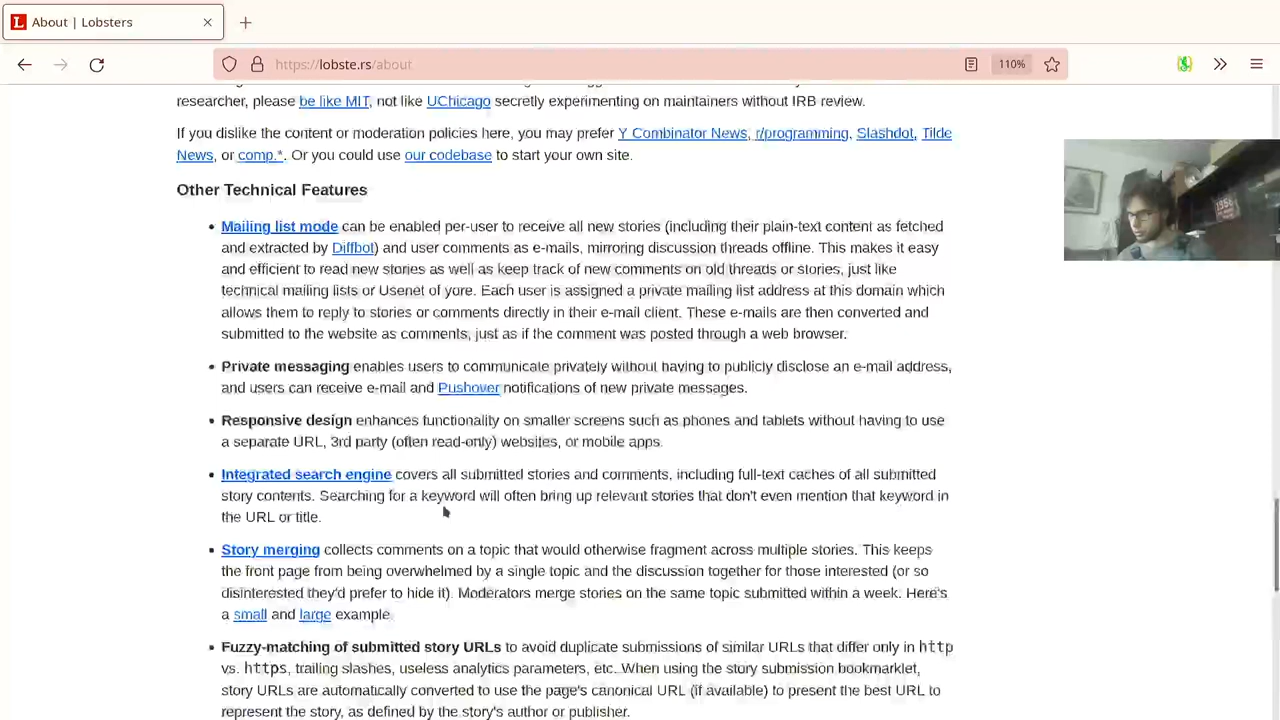 About | Lobsters
https://lobste.rs/about
110%
researcher, please be like MIT, not like UChicago secretly experimenting on maintainers without IRB review.
If you dislike the content or moderation policies here, you may prefer Y Combinator News, r/programming, Slashdot, Tilde
News, or comp.*. Or you could use our codebase to start your own site.
Other Technical Features
• Mailing list mode can be enabled per-user to receive all new stories (including their plain-text content as fetched
and extracted by Diffbot) and user comments as e-mails, mirroring discussion threads offline. This makes it easy
and efficient to read new stories as well as keep track of new comments on old threads or stories, just like
technical mailing lists or Usenet of yore. Each user is assigned a private mailing list address at this domain which
allows them to reply to stories or comments directly in their e-mail client. These e-mails are then converted and
submitted to the website as comments, just as if the comment was posted through a web browser.
• Private messaging enables users to communicate privately without having to publicly disclose an e-mail address,
and users can receive e-mail and Pushover notifications of new private messages.
• Responsive design enhances functionality on smaller screens such as phones and tablets without having to use
a separate URL, 3rd party (often read-only) websites, or mobile apps.
• Integrated search engine covers all submitted stories and comments, including full-text caches of all submitted
story contents. Searching for a keyword will often bring up relevant stories that don't even mention that keyword in
the URL or title.
• Story merging collects comments on a topic that would otherwise fragment across multiple stories. This keeps
the front page from being overwhelmed by a single topic and the discussion together for those interested (or so
disinterested they'd prefer to hide it). Moderators merge stories on the same topic submitted within a week. Here's
a small and large example.
• Fuzzy-matching of submitted story URLs to avoid duplicate submissions of similar URLs that differ only in http
vs. https, trailing slashes, useless analytics parameters, etc. When using the story submission bookmarklet,
story URLs are automatically converted to use the page's canonical URL (if available) to present the best URL to
represent the story, as defined by the story's author or publisher.